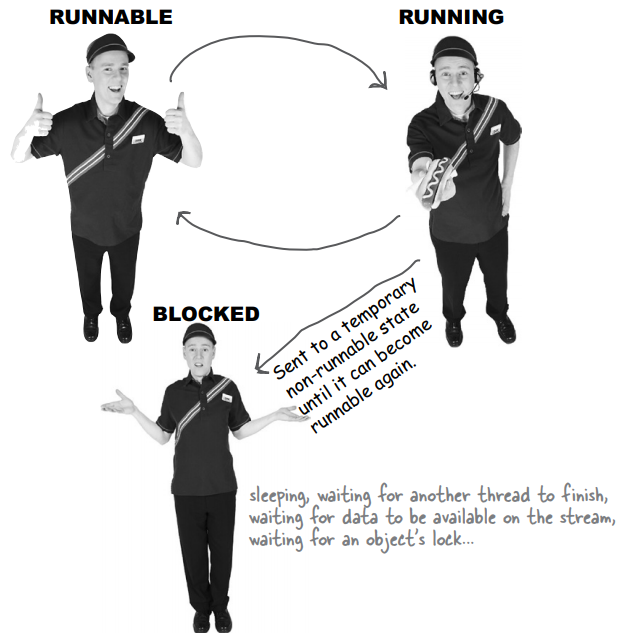 RUNNABLE
RUNNING
BLOCKED
Sent to a temporary
non-runnable state
until it can become
runnable again.
sleeping, waiting for another thread to finish,
waiting for data to be available on the stream,
waiting for an object's lock...